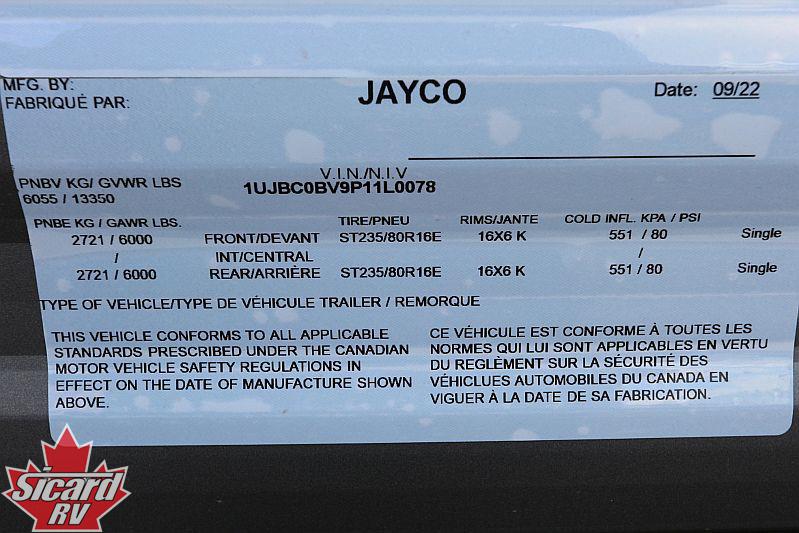 MFG. BY:
FABRIQUÉ PAR:
JAYCO
Date: 09/22
V.I.N./N.I.V
PNBV KG/ GVWR LBS
1UJBC0BV9P11L0078
6055 / 13350
PNBE KG / GAWR LBS. TIRE/PNEU RIMS/JANTE COLD INFL. KPA / PSI
2721 / 6000 FRONT/DEVANT ST235/80R16E 16X6 K 551 / 80 Single
/ INT/CENTRAL /
2721 / 6000 REAR/ARRIÈRE ST235/80R16E 16X6 K 551 / 80 Single
TYPE OF VEHICLE/TYPE DE VÉHICULE TRAILER / REMORQUE
THIS VEHICLE CONFORMS TO ALL APPLICABLE
STANDARDS PRESCRIBED UNDER THE CANADIAN
MOTOR VEHICLE SAFETY REGULATIONS IN
EFFECT ON THE DATE OF MANUFACTURE SHOWN
ABOVE.
CE VÉHICULE EST CONFORME À TOUTES LES
NORMES QUI LUI SONT APPLICABLES EN VERTU
DU REGLEMENT SUR LA SÉCURITÉ DES
VÉHICLUES AUTOMOBILES DU CANADA EN
VIGUER À LA DATE DE SA FABRICATION.
Sicard
RV